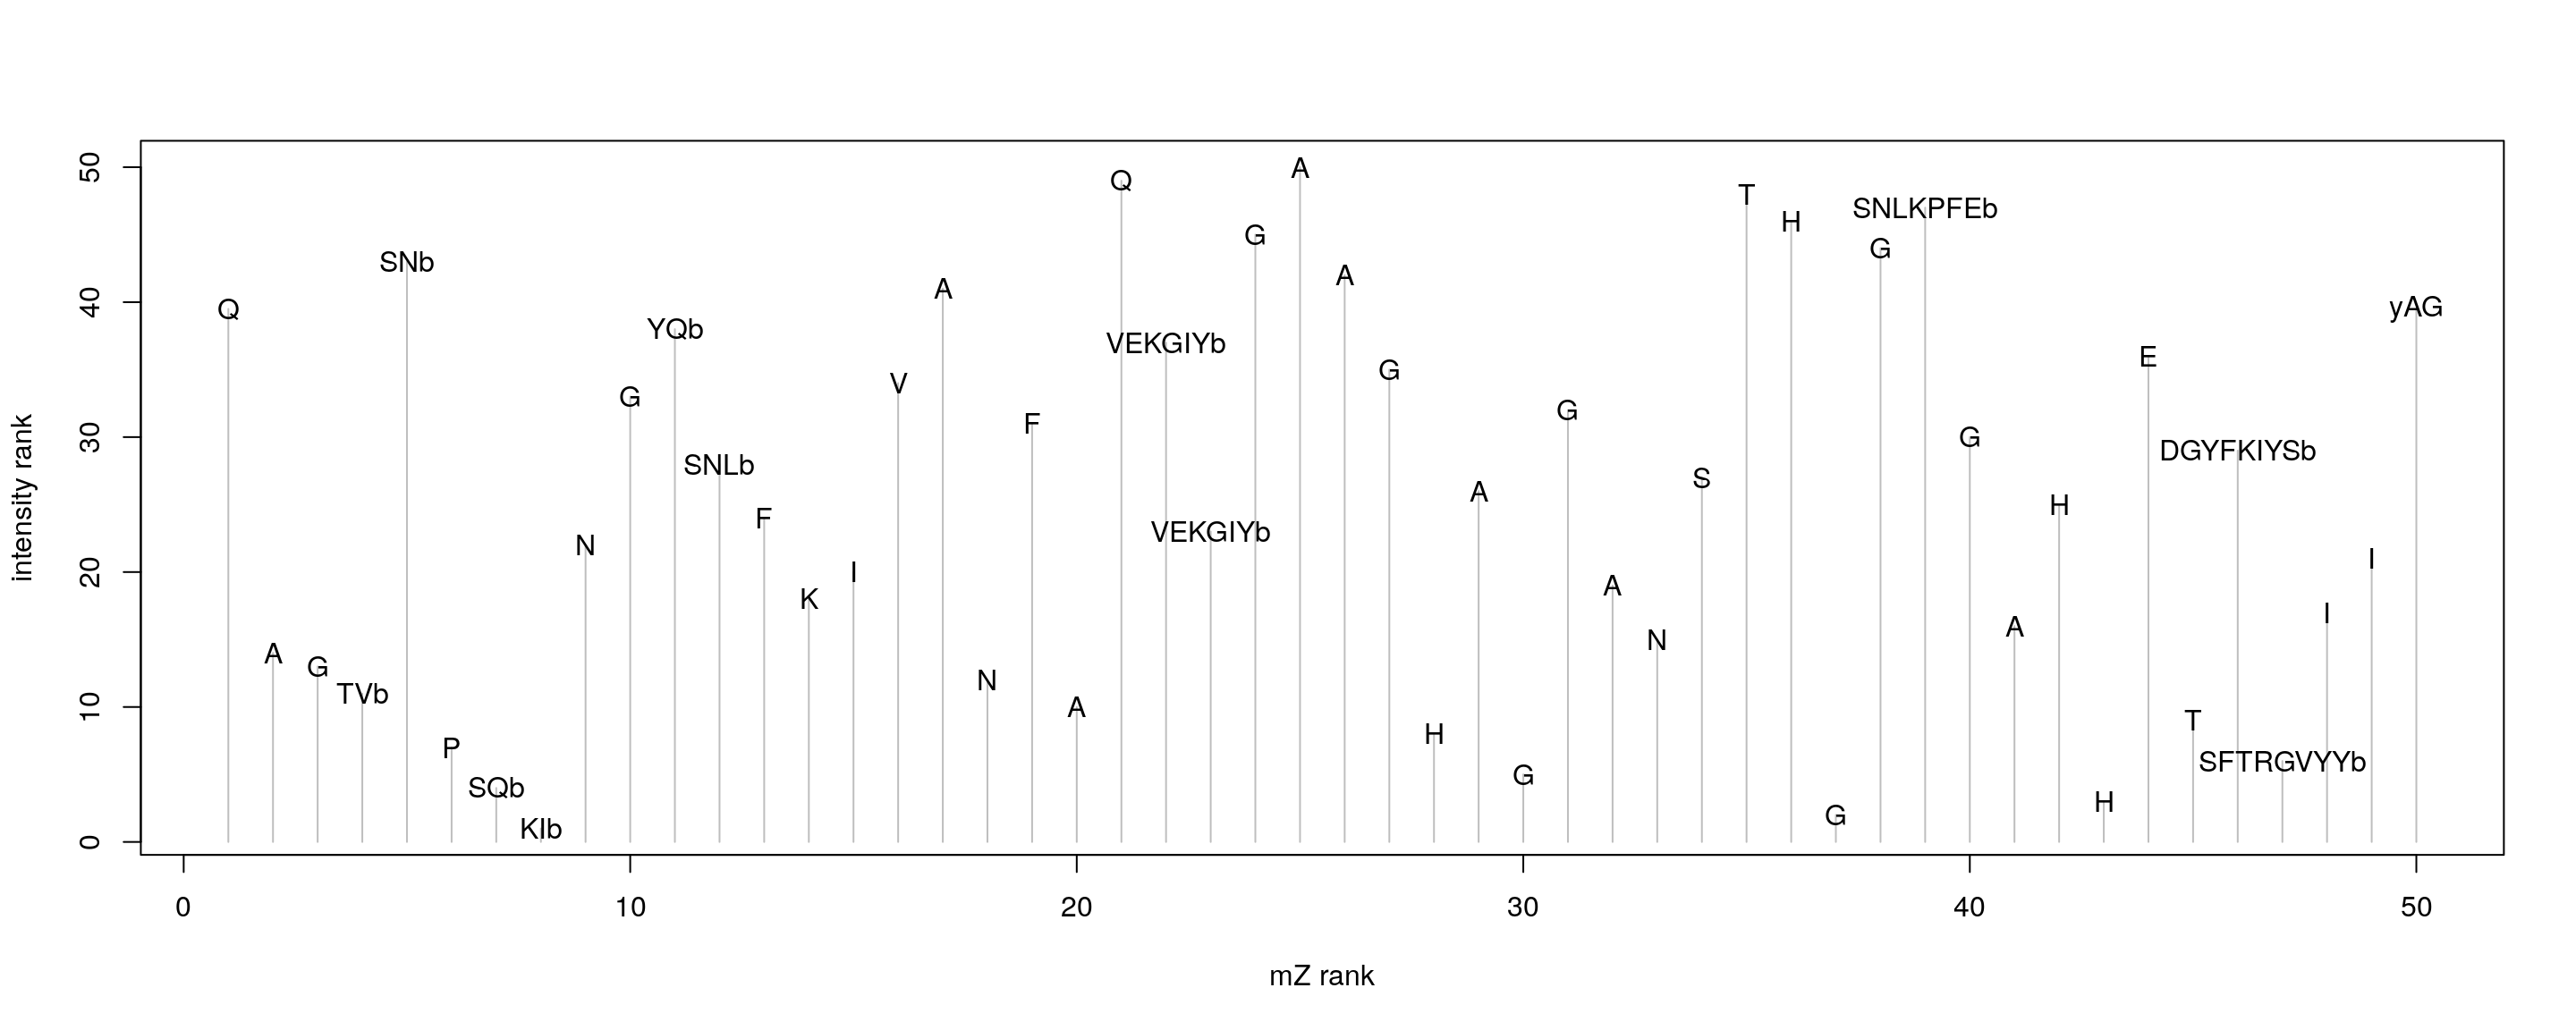 A
Q
T
SNLKPFEb
H
G
G
SNb
A
A
Q
yAG
YQb
VEKGIYb
E
G
V
G
G
F
G
SNLb
DGYFKIYSb
S
A
H
F
VEKGIYb
N
I
I
K
A
I
N
A
A
G
N
TVb
A
T
H
P
SFTRGVYYb
G
SQb
H
G
KIb
50
40
30
20
10
0
intensity rank
0 10 20 30 40 50
mZ rank